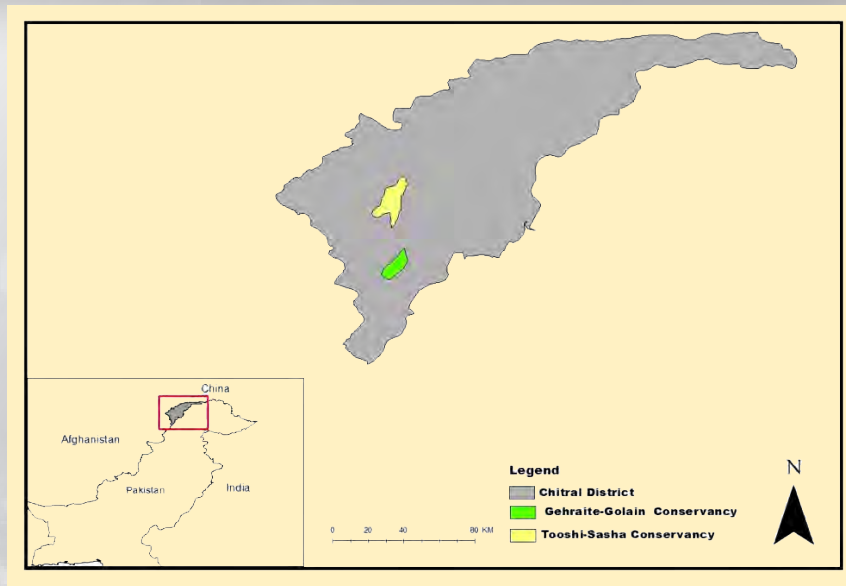 China
Afghanistan
Pakistan
India
0 20 40 80 KM
Legend
Chitral District
Gehraite-Golain Conservancy
Tooshi-Sasha Conservancy
N